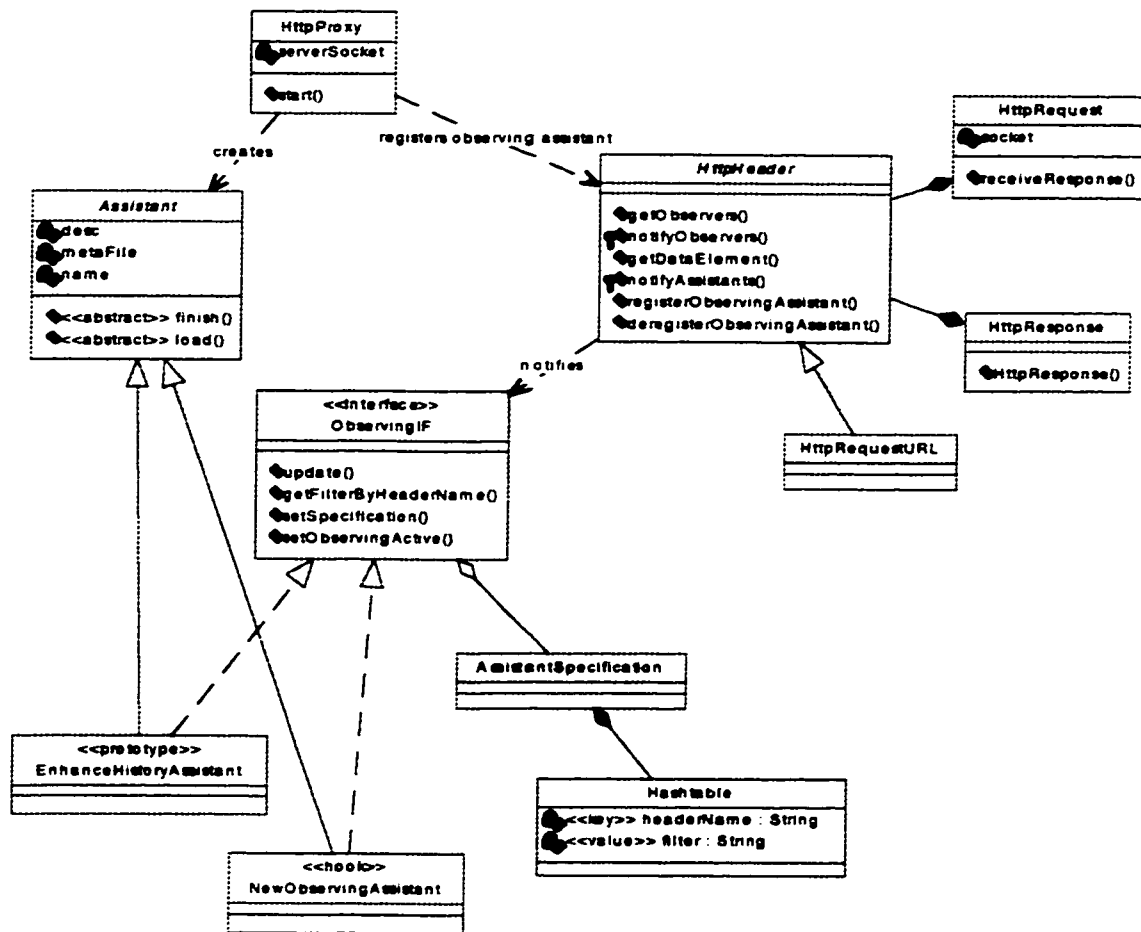 HttpProxy
serverSocket
start()
creates
registers observing assistant
HttpRequest
socket
receiveResponse()
HttpHeader
getObservers()
notifyObservers()
getDataElement()
notifyAssistants()
registerObservingAssistant()
deregisterObservingAssistant()
Assistant
desc
metaFile
name
<<abstract>> finish()
<<abstract>> load()
HttpResponse
HttpResponse()
notifies
<<Interface>>
ObservingIF
update()
getFilterByHeaderName()
setSpecification()
setObservingActive()
HttpRequestURL
AssistantSpecification
<<prototype>>
EnhanceHistoryAssistant
Hashtable
<<key>> headerName : String
<<value>> filter : String
<<hook>>
NewObservingAssistant